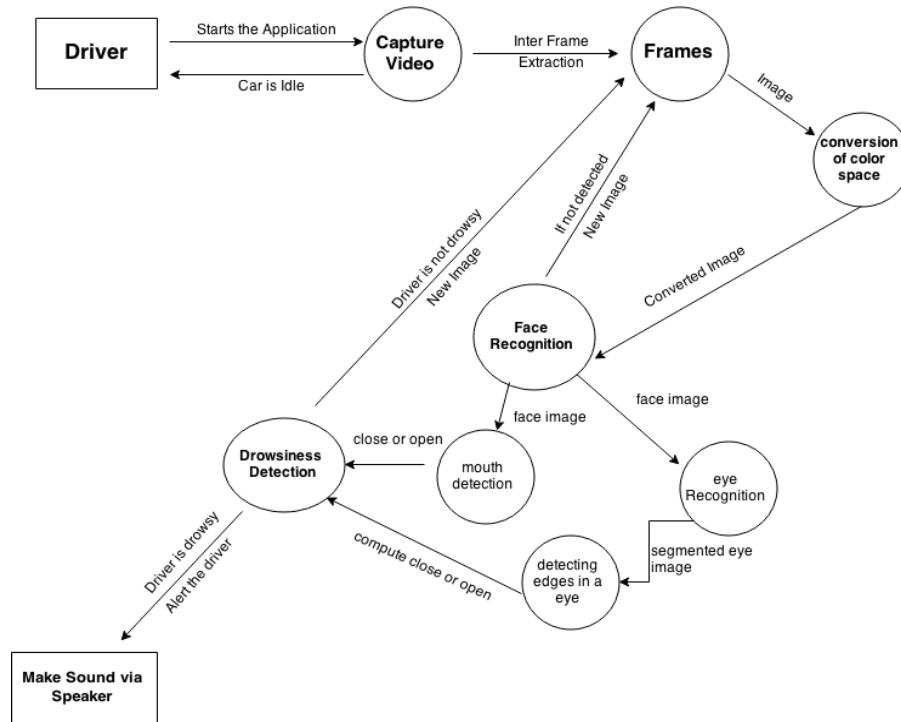 Driver
Starts the Application
Car is Idle
Capture
Video
Inter Frame
Extraction
Frames
Image
conversion
of color
space
Converted Image
If not detected
New Image
Driver is not drowsy
New Image
Face
Recognition
face image
face image
close or open
mouth
detection
eye
Recognition
segmented eye
image
detecting
edges in a
eye
compute close or open
Drowsiness
Detection
Driver is drowsy
Alert the driver
Make Sound via
Speaker